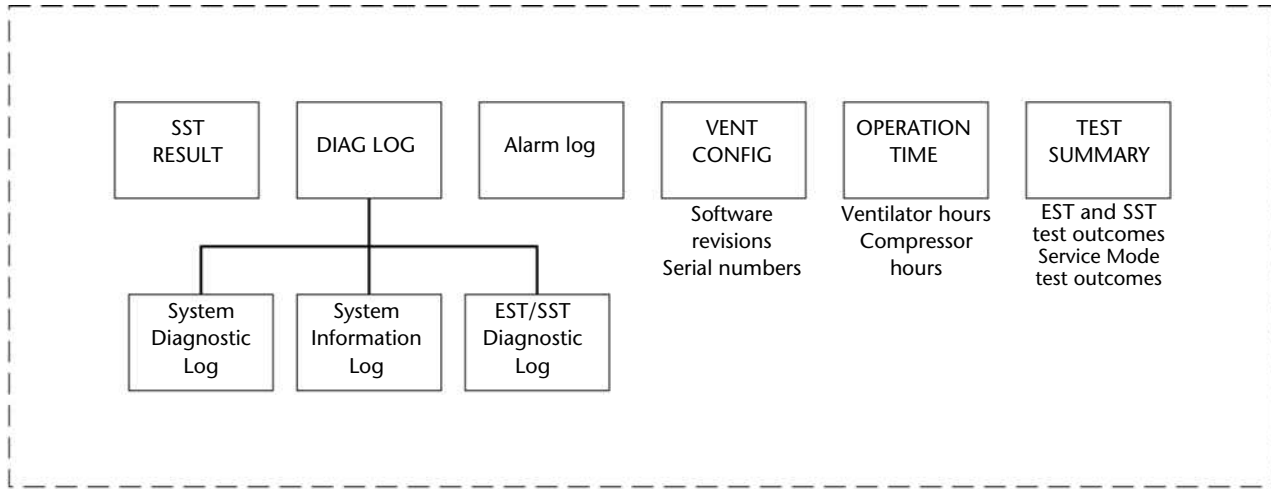 SST
RESULT
DIAG LOG
Alarm log
VENT
CONFIG
Software
revisions
Serial numbers
OPERATION
TIME
Ventilator hours
Compressor
hours
TEST
SUMMARY
EST and SST
test outcomes
Service Mode
test outcomes
System
Diagnostic
Log
System
Information
Log
EST/SST
Diagnostic
Log